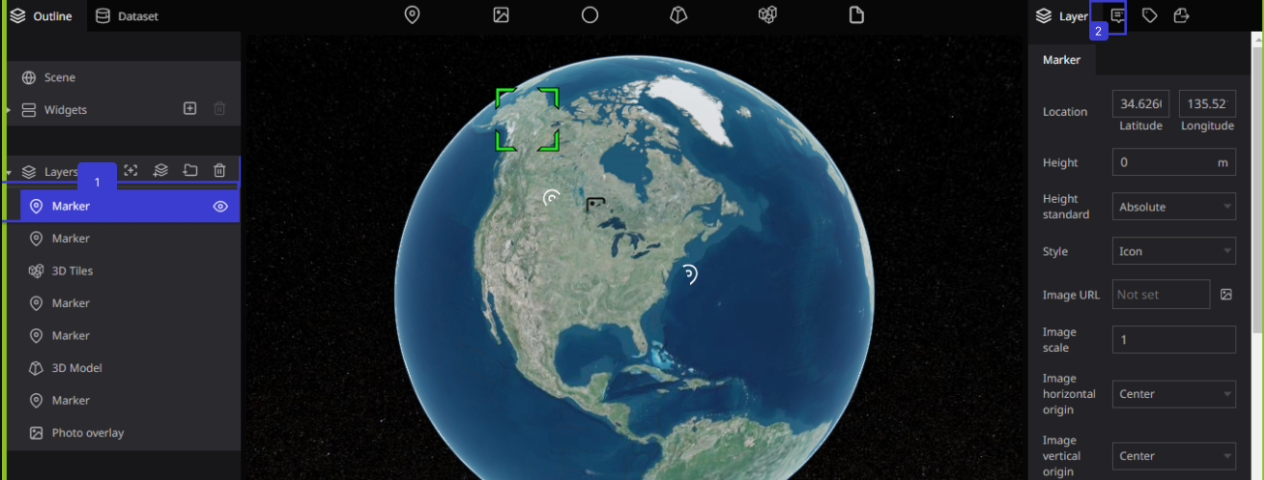 Outline
Dataset
Layer
2
Scene
Widgets
Layers
1
Marker
Marker
3D Tiles
Marker
Marker
3D Model
Marker
Photo overlay
Marker
Location
34.626
135.52
Latitude
Longitude
Height
0
m
Height
standard
Absolute
Style
Icon
Image URL
Not set
Image
scale
1
Image
horizontal
origin
Center
Image
vertical
origin
Center